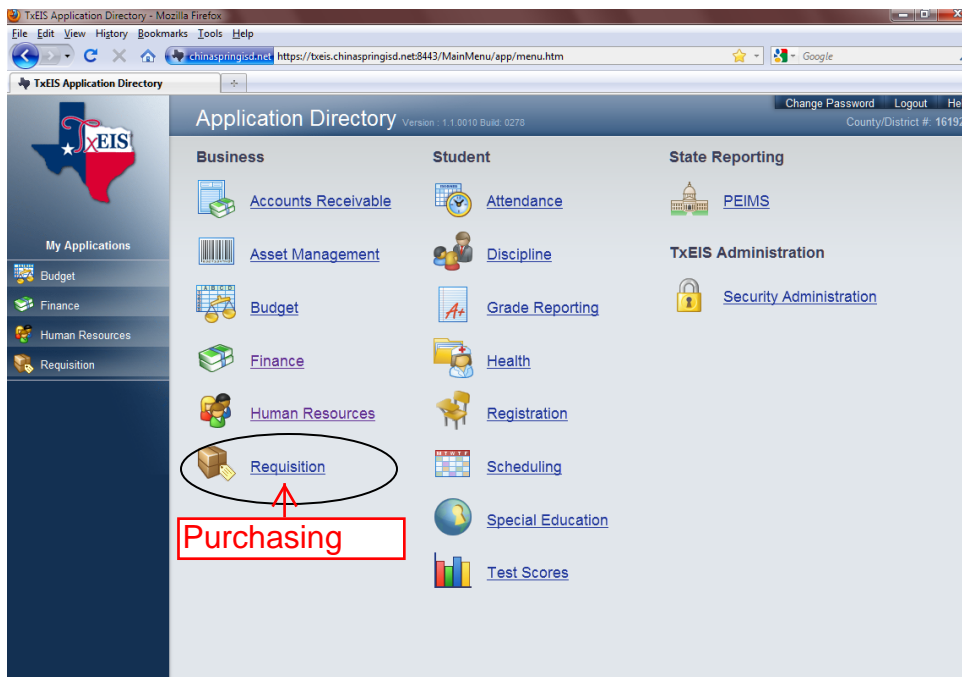 TxEIS Application Directory - Mozilla Firefox
File Edit View History Bookmarks Tools Help
chinaspringisd.net https://txeis.chinaspringisd.net:8443/MainMenu/app/menu.htm
Google
TxEIS Application Directory
Change Password Logout
Application Directory Version : 1.1.0010 Build: 0278
County/District #: 16192
TxEIS
My Applications
Budget
Finance
Human Resources
Requisition
Business
Accounts Receivable
Asset Management
Budget
Finance
Human Resources
Requisition
Purchasing
Student
Attendance
Discipline
A+
Grade Reporting
Health
Registration
M T W T F
Scheduling
Special Education
Test Scores
State Reporting
PEIMS
TxEIS Administration
Security Administration